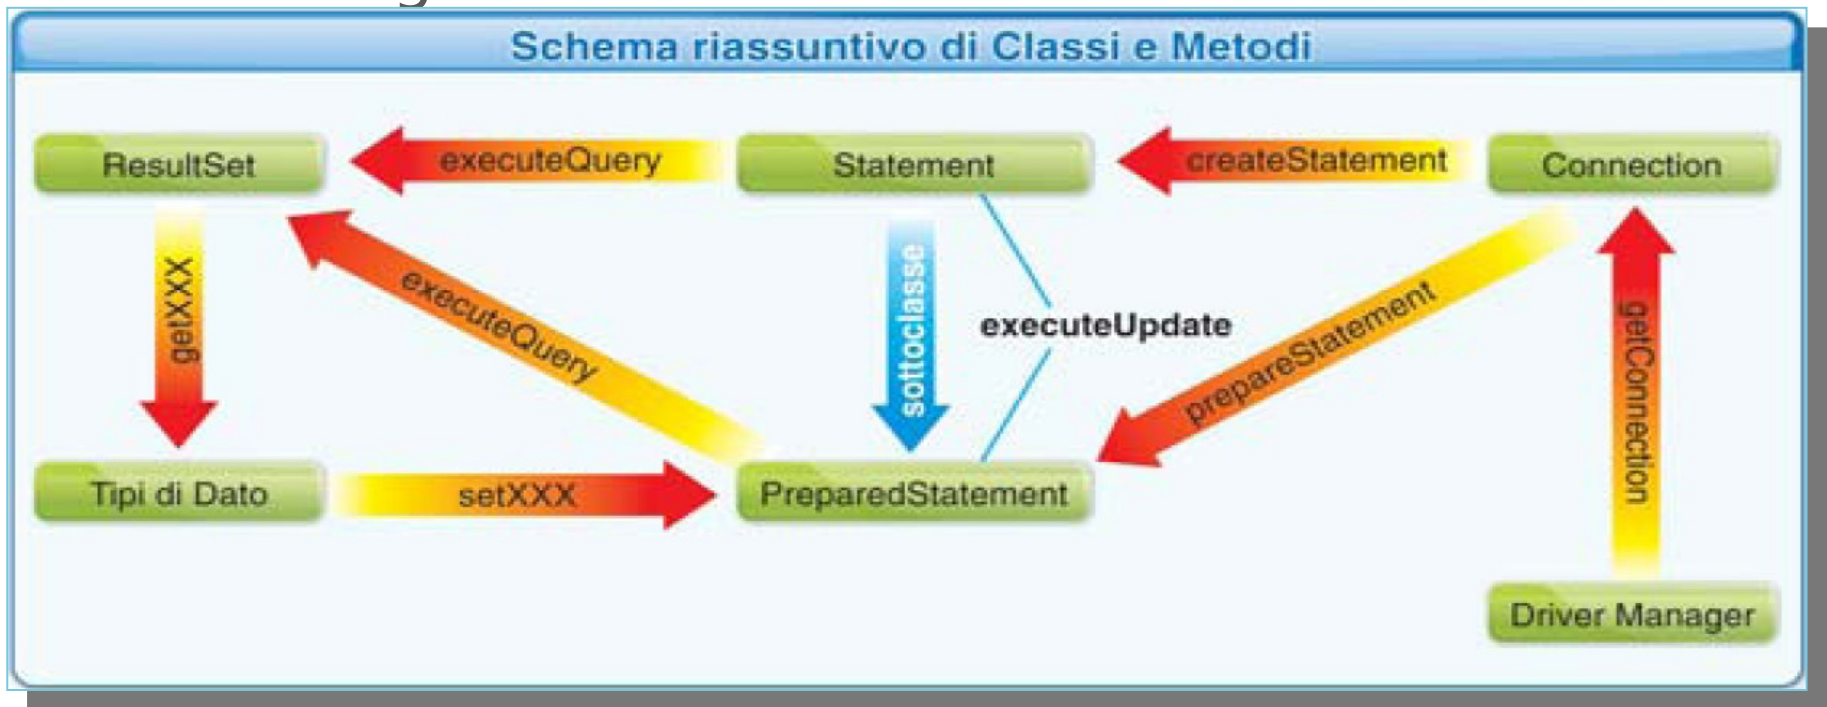 Schema riassuntivo di Classi e Metodi
ResultSet
executeQuery
Statement
createStatement
Connection
getXXX
executeQuery
sottoclasse
executeUpdate
prepareStatement
getConnection
Tipi di Dato
setXXX
PreparedStatement
Driver Manager